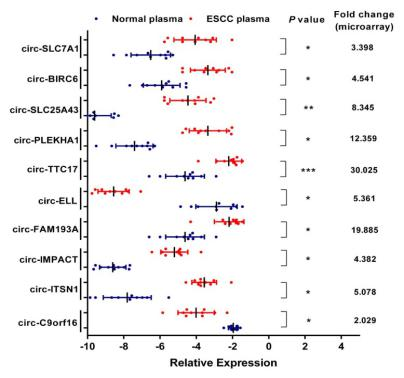 Normal plasma ESCC plasma P value Fold change (microarray)
circ-SLC7A1 * 3.398
circ-BIRC6 * 4.541
circ-SLC25A43 ** 8.345
circ-PLEKHA1 * 12.359
circ-TTC17 *** 30.025
circ-ELL * 5.361
circ-FAM193A * 19.885
circ-IMPACT * 4.382
circ-ITSN1 * 5.078
circ-C9orf16 * 2.029
-10 -8 -6 -4 -2 0 2 4
Relative Expression